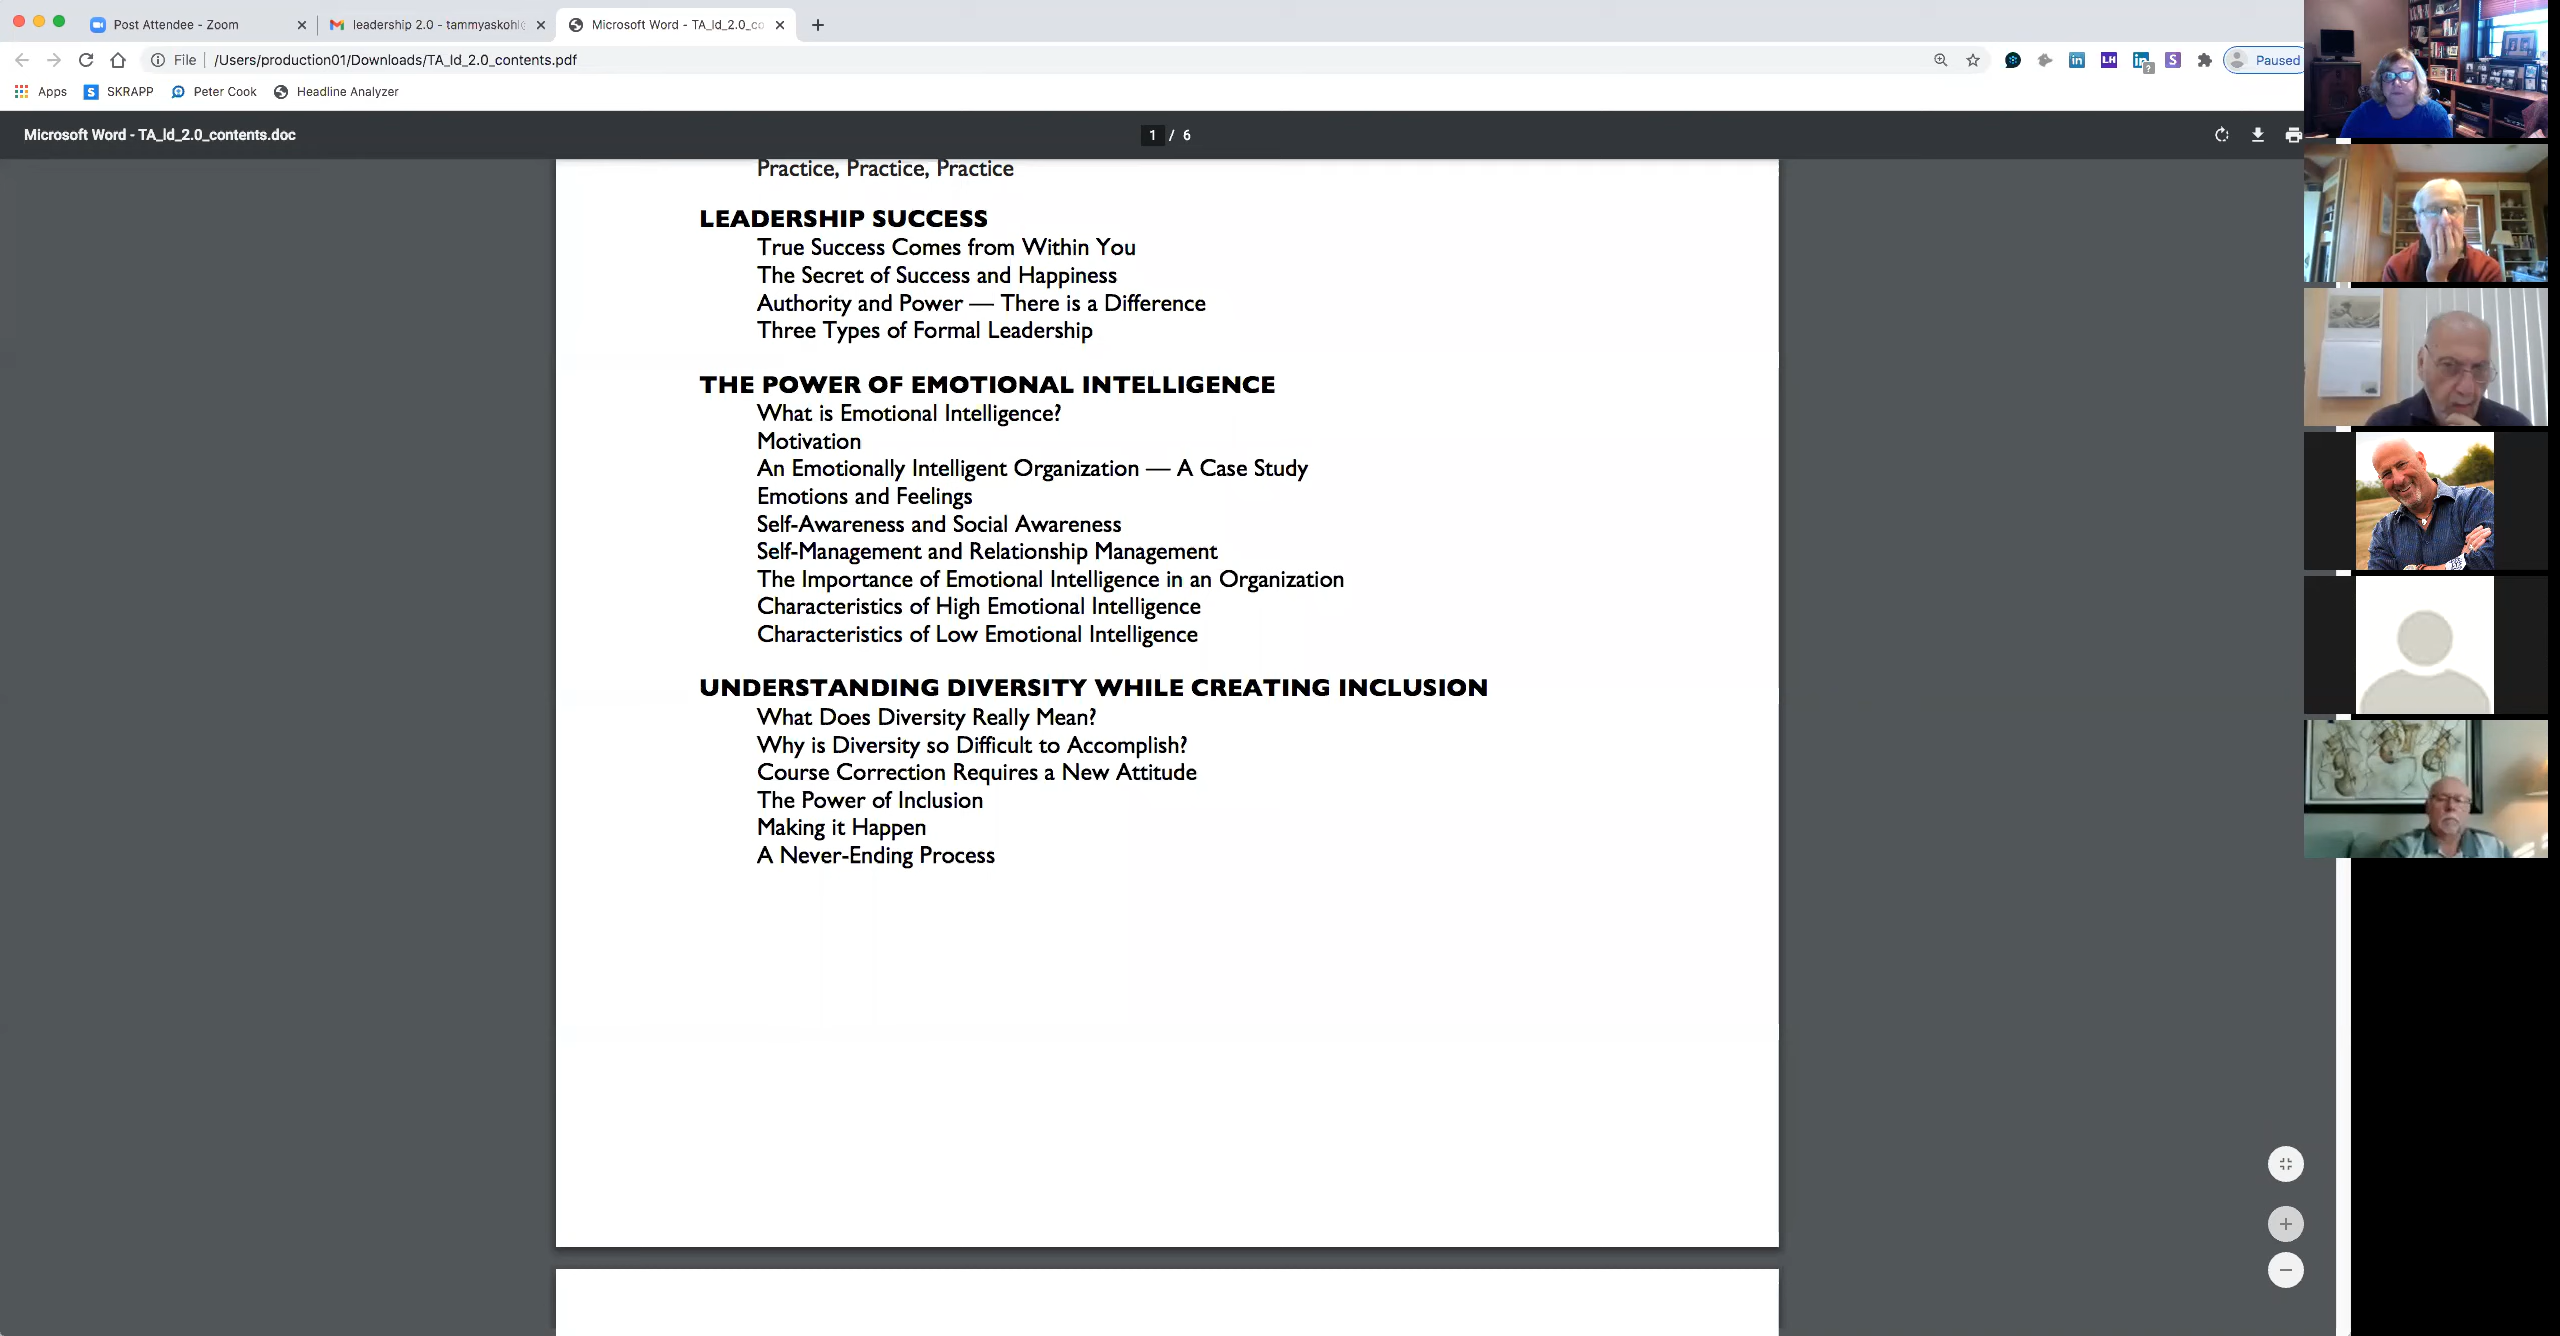 Post Attendee - Zoom
leadership 2.0 - tammyaskohl
Microsoft Word - TA_ld_2.0_co
File
/Users/production01/Downloads/TA_ld_2.0_contents.pdf
in
LH
in
?
S
Paused
Apps
S
SKRAPP
Peter Cook
Headline Analyzer
Microsoft Word - TA_ld_2.0_contents.doc
1 / 6
Practice, Practice, Practice
LEADERSHIP SUCCESS
True Success Comes from Within You
The Secret of Success and Happiness
Authority and Power — There is a Difference
Three Types of Formal Leadership
THE POWER OF EMOTIONAL INTELLIGENCE
What is Emotional Intelligence?
Motivation
An Emotionally Intelligent Organization — A Case Study
Emotions and Feelings
Self-Awareness and Social Awareness
Self-Management and Relationship Management
The Importance of Emotional Intelligence in an Organization
Characteristics of High Emotional Intelligence
Characteristics of Low Emotional Intelligence
UNDERSTANDING DIVERSITY WHILE CREATING INCLUSION
What Does Diversity Really Mean?
Why is Diversity so Difficult to Accomplish?
Course Correction Requires a New Attitude
The Power of Inclusion
Making it Happen
A Never-Ending Process